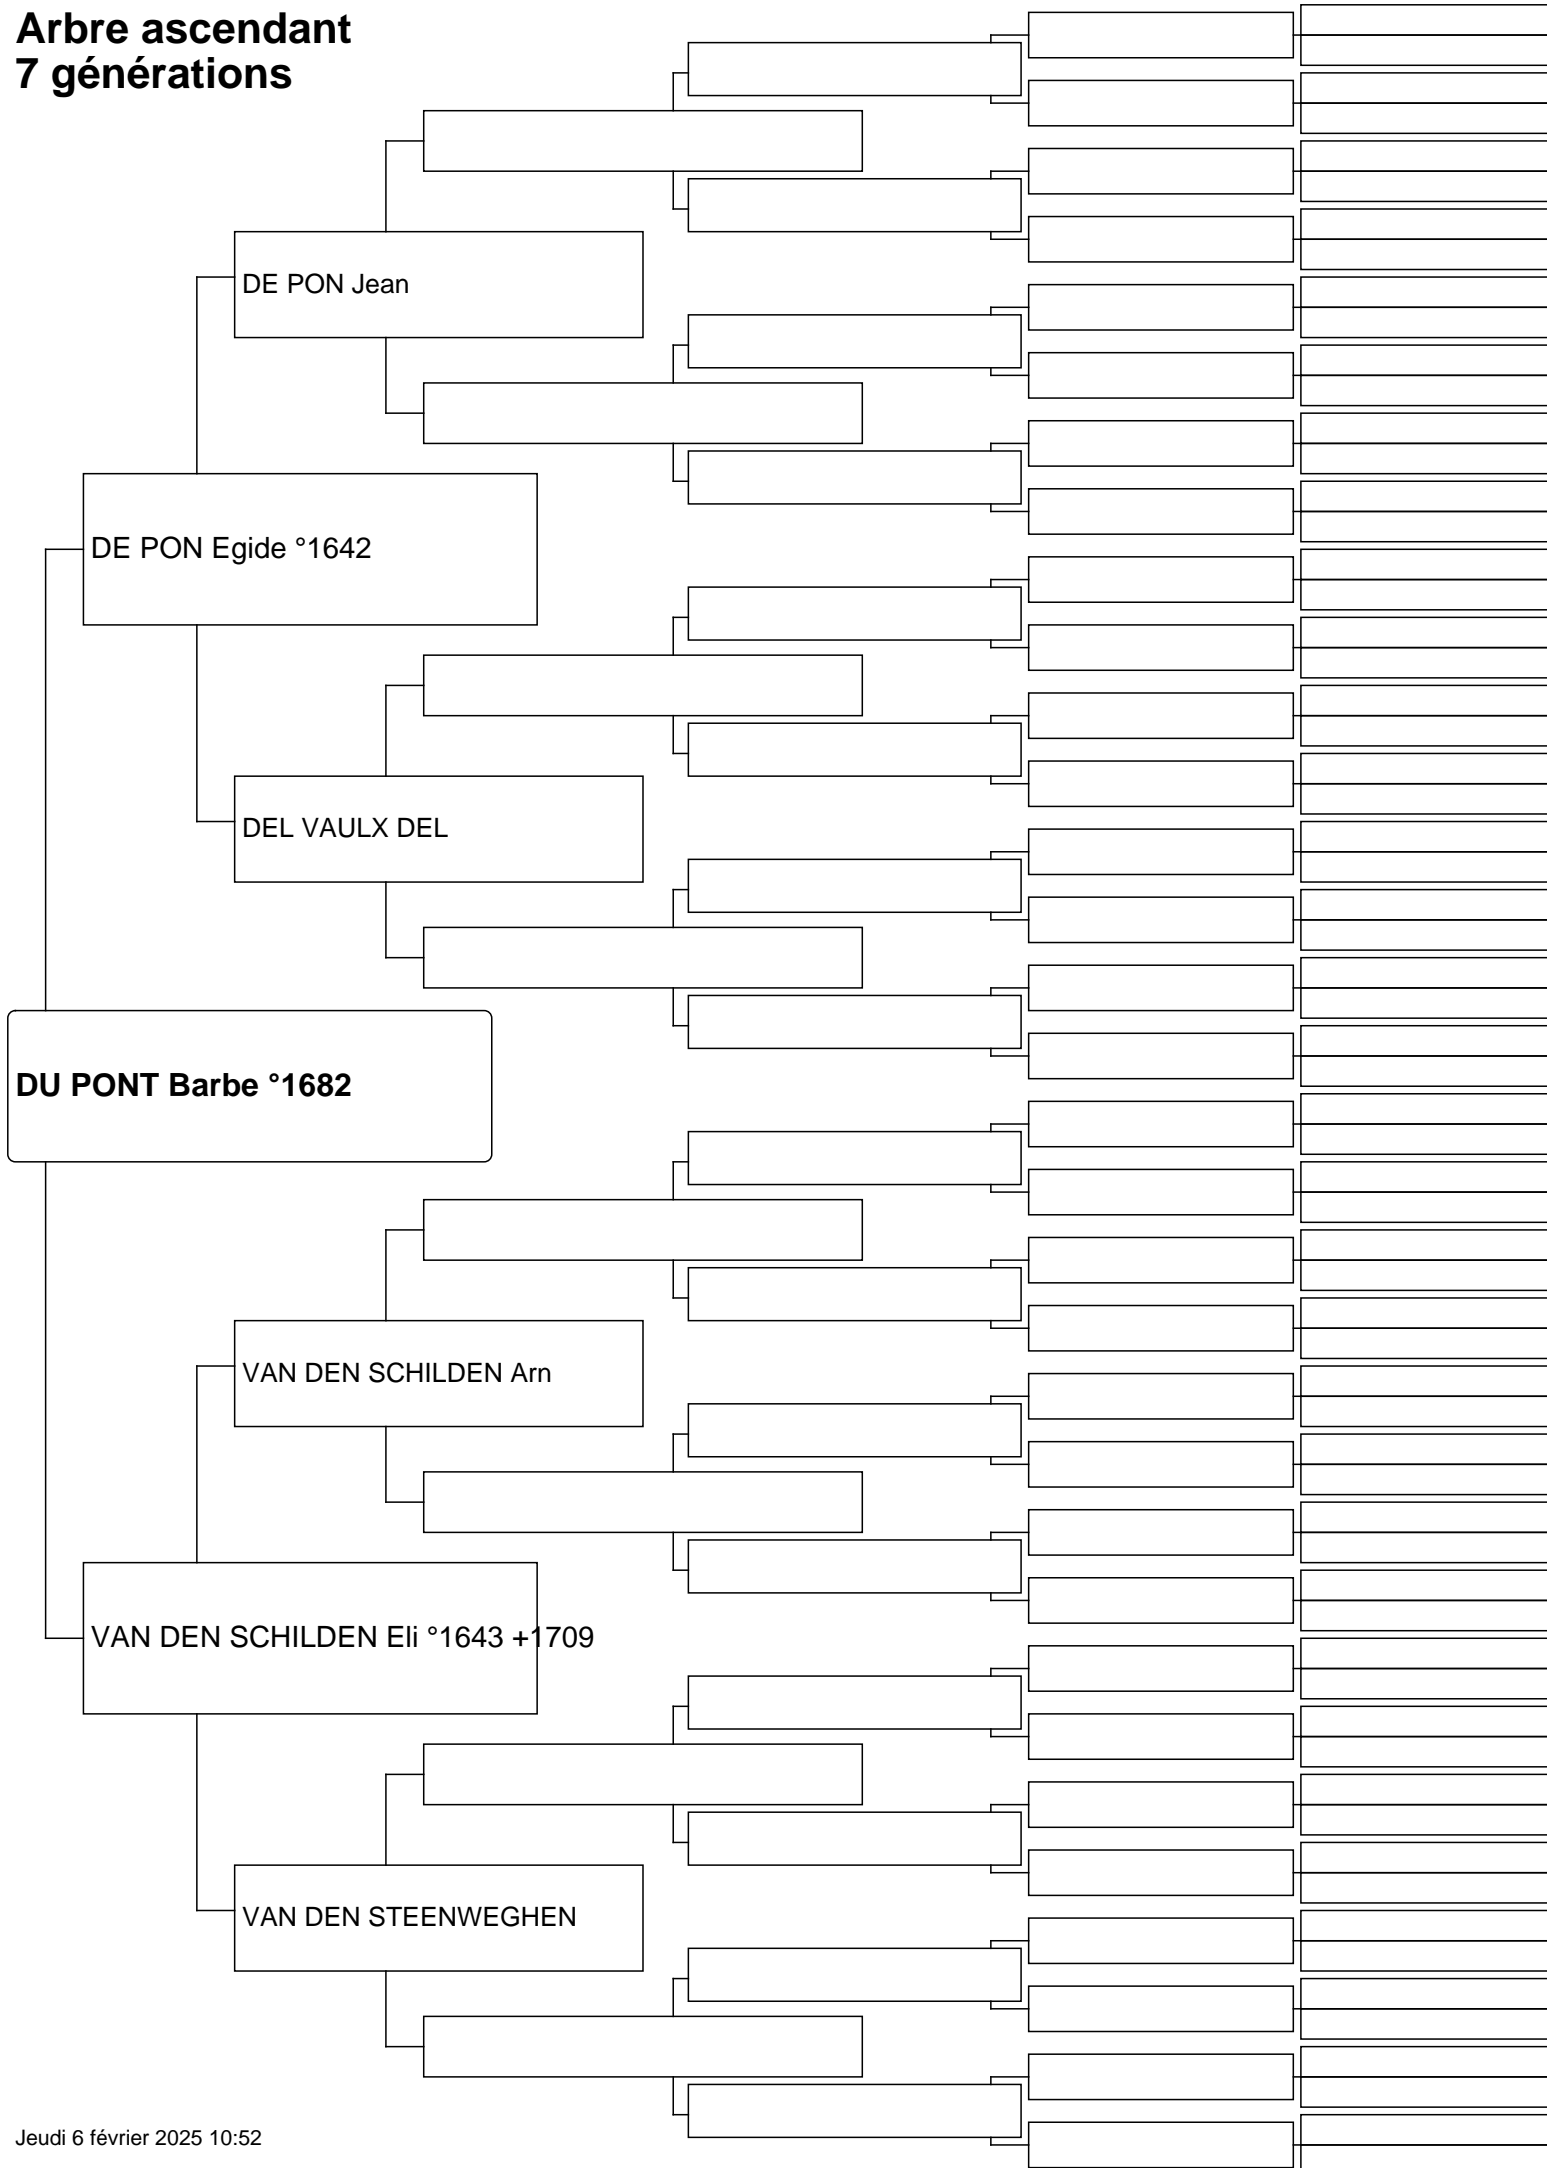 Arbre ascendant
7 générations
DE PON Jean
DE PON Egide °1642
DEL VAULX DEL
DU PONT Barbe °1682
VAN DEN SCHILDEN Arn
VAN DEN SCHILDEN Eli °1643 +1709
VAN DEN STEENWEGHEN
Jeudi 6 février 2025 10:52